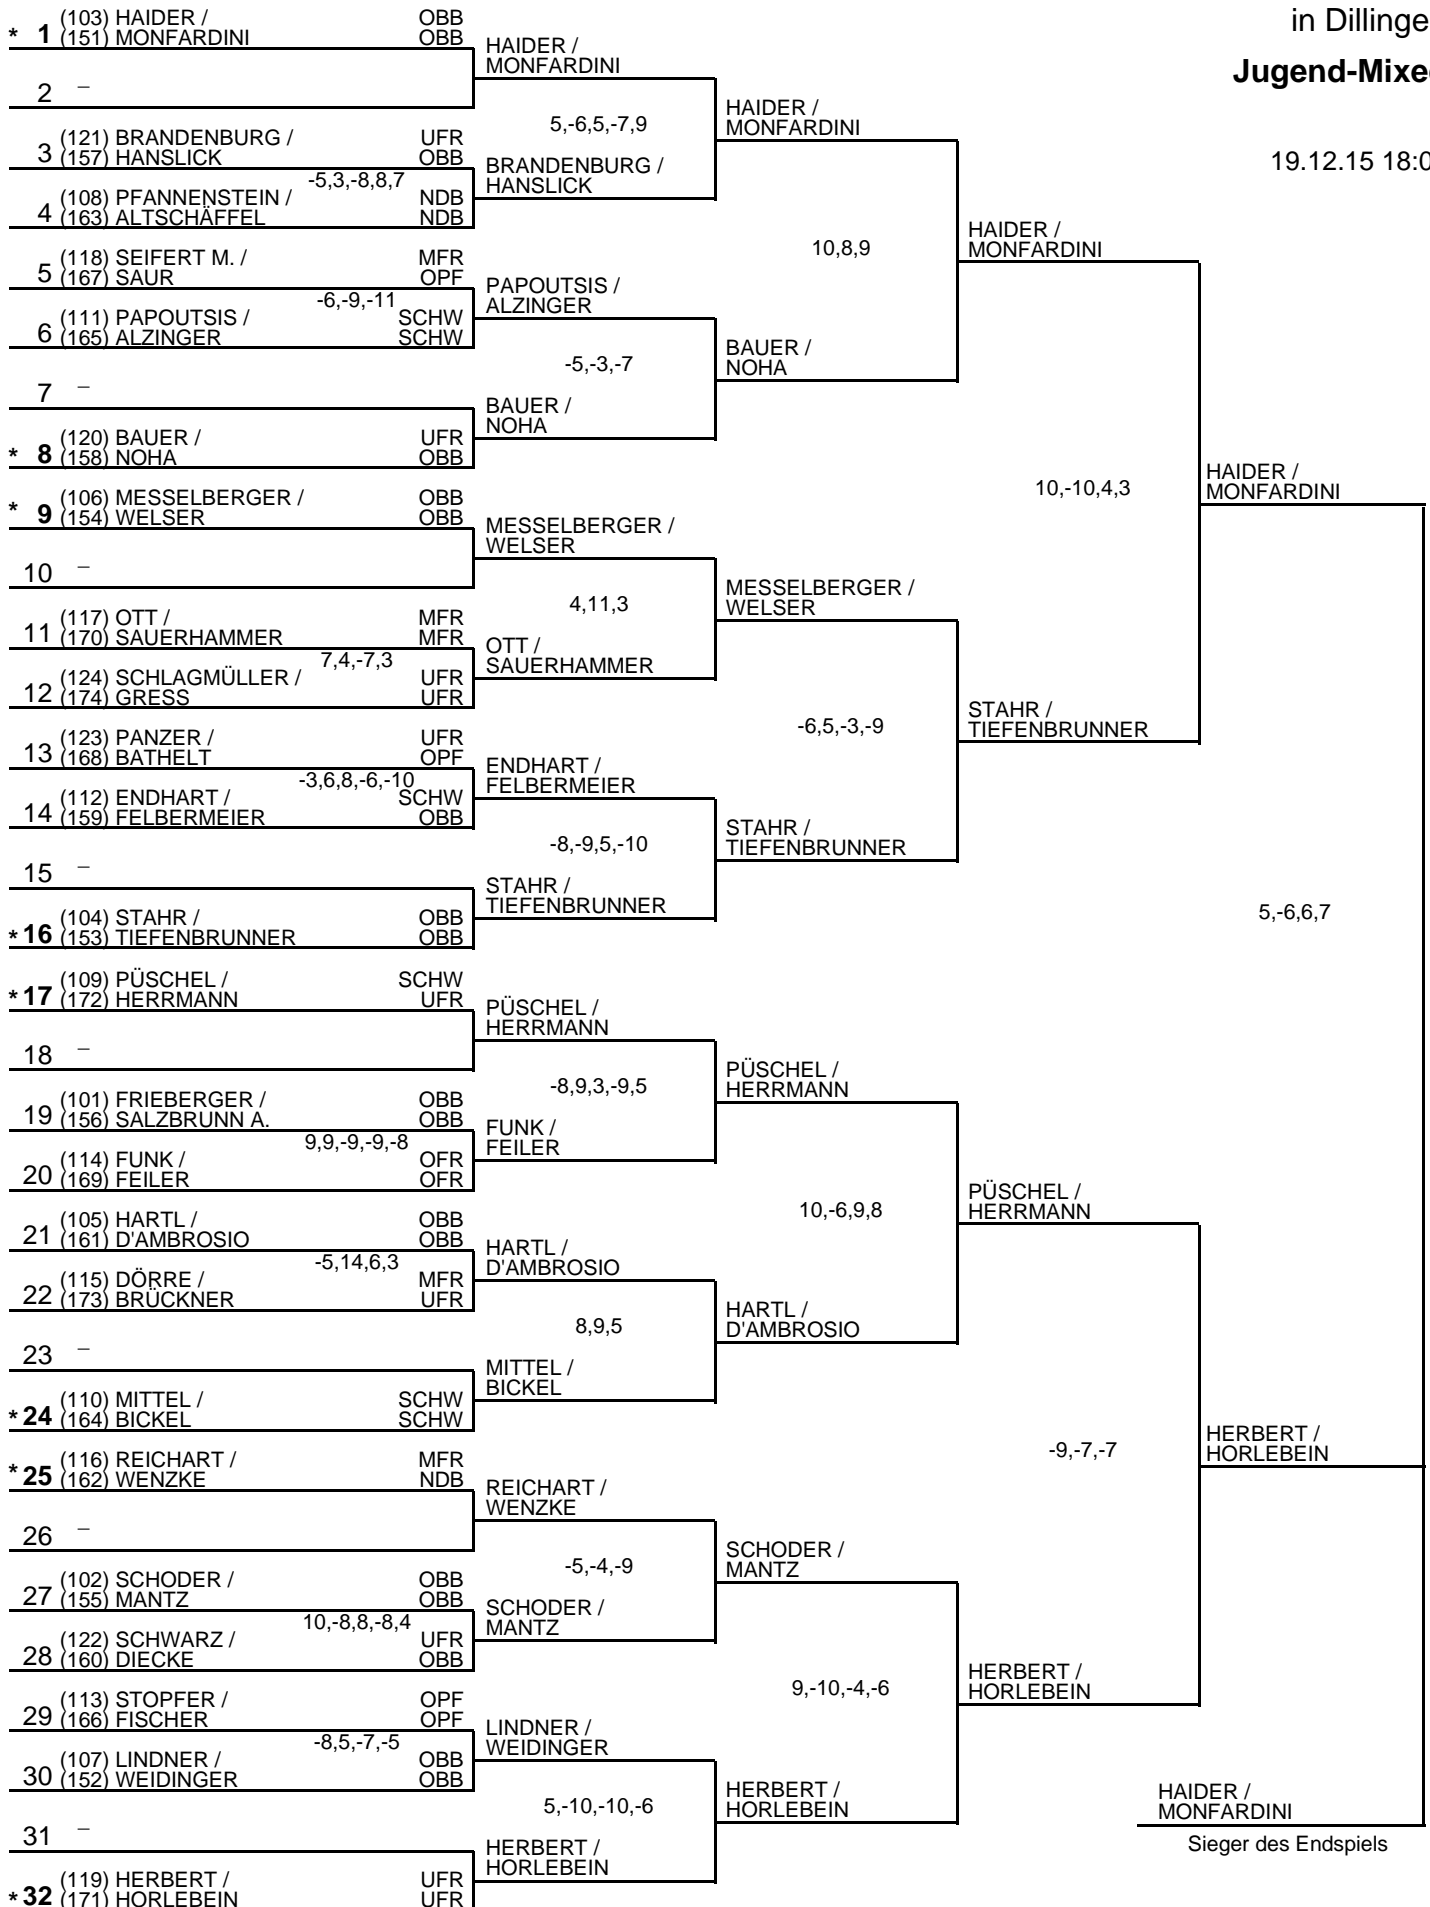 in Dillinge
Jugend-Mixe
19.12.15 18:0
(103) HAIDER / OBB
* 1 (151) MONFARDINI OBB
2 –
(121) BRANDENBURG / UFR
3 (157) HANSLICK OBB
-5,3,-8,8,7
(108) PFANNENSTEIN / NDB
4 (163) ALTSCHÄFFEL NDB
(118) SEIFERT M. / MFR
5 (167) SAUR OPF
-6,-9,-11
(111) PAPOUTSIS / SCHW
6 (165) ALZINGER SCHW
7 –
(120) BAUER / UFR
* 8 (158) NOHA OBB
(106) MESSELBERGER / OBB
* 9 (154) WELSER OBB
10 –
(117) OTT / MFR
11 (170) SAUERHAMMER MFR
7,4,-7,3
(124) SCHLAGMÜLLER / UFR
12 (174) GRESS UFR
(123) PANZER / UFR
13 (168) BATHELT OPF
-3,6,8,-6,-10
(112) ENDHART / SCHW
14 (159) FELBERMEIER OBB
15 –
(104) STAHR / OBB
* 16 (153) TIEFENBRUNNER OBB
(109) PÜSCHEL / SCHW
* 17 (172) HERRMANN UFR
18 –
(101) FRIEBERGER / OBB
19 (156) SALZBRUNN A. OBB
9,9,-9,-9,-8
(114) FUNK / OFR
20 (169) FEILER OFR
(105) HARTL / OBB
21 (161) D'AMBROSIO OBB
-5,14,6,3
(115) DÖRRE / MFR
22 (173) BRÜCKNER UFR
23 –
(110) MITTEL / SCHW
* 24 (164) BICKEL SCHW
(116) REICHART / MFR
* 25 (162) WENZKE NDB
26 –
(102) SCHODER / OBB
27 (155) MANTZ OBB
10,-8,8,-8,4
(122) SCHWARZ / UFR
28 (160) DIECKE OBB
(113) STOPFER / OPF
29 (166) FISCHER OPF
-8,5,-7,-5
(107) LINDNER / OBB
30 (152) WEIDINGER OBB
31 –
(119) HERBERT / UFR
* 32 (171) HORLEBEIN UFR
HAIDER /
MONFARDINI
5,-6,5,-7,9
BRANDENBURG /
HANSLICK
PAPOUTSIS /
ALZINGER
-5,-3,-7
BAUER /
NOHA
MESSELBERGER /
WELSER
4,11,3
OTT /
SAUERHAMMER
ENDHART /
FELBERMEIER
-8,-9,5,-10
STAHR /
TIEFENBRUNNER
PÜSCHEL /
HERRMANN
-8,9,3,-9,5
FUNK /
FEILER
HARTL /
D'AMBROSIO
8,9,5
MITTEL /
BICKEL
REICHART /
WENZKE
-5,-4,-9
SCHODER /
MANTZ
LINDNER /
WEIDINGER
5,-10,-10,-6
HERBERT /
HORLEBEIN
HAIDER /
MONFARDINI
10,8,9
BAUER /
NOHA
MESSELBERGER /
WELSER
-6,5,-3,-9
STAHR /
TIEFENBRUNNER
PÜSCHEL /
HERRMANN
10,-6,9,8
HARTL /
D'AMBROSIO
SCHODER /
MANTZ
9,-10,-4,-6
HERBERT /
HORLEBEIN
HAIDER /
MONFARDINI
10,-10,4,3
STAHR /
TIEFENBRUNNER
PÜSCHEL /
HERRMANN
-9,-7,-7
HERBERT /
HORLEBEIN
HAIDER /
MONFARDINI
5,-6,6,7
HERBERT /
HORLEBEIN
HAIDER /
MONFARDINI
Sieger des Endspiels